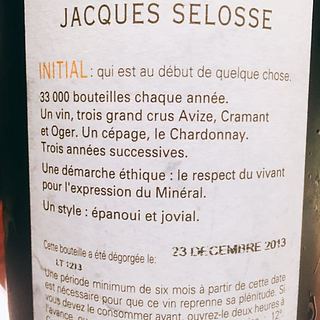 JACQUES SELOSSE
INITIAL : qui est au début de quelque chose.
33 000 bouteilles chaque année.
Un vin, trois grand crus Avize, Cramant
et Oger. Un cépage, le Chardonnay.
Trois années successives.
Une démarche éthique : le respect du vivant
pour l'expression du Minéral.
Un style : épanoui et jovial.
Cette bouteille a été dégorgée le: 23 DECEMBRE 2013
LT 1213
Une période minimum de six mois à partir de cette date
est nécessaire pour que ce vin reprenne sa plénitude. Si
vous devez le consommer avant, ouvrez-le deux heures à
l'avance, 12°